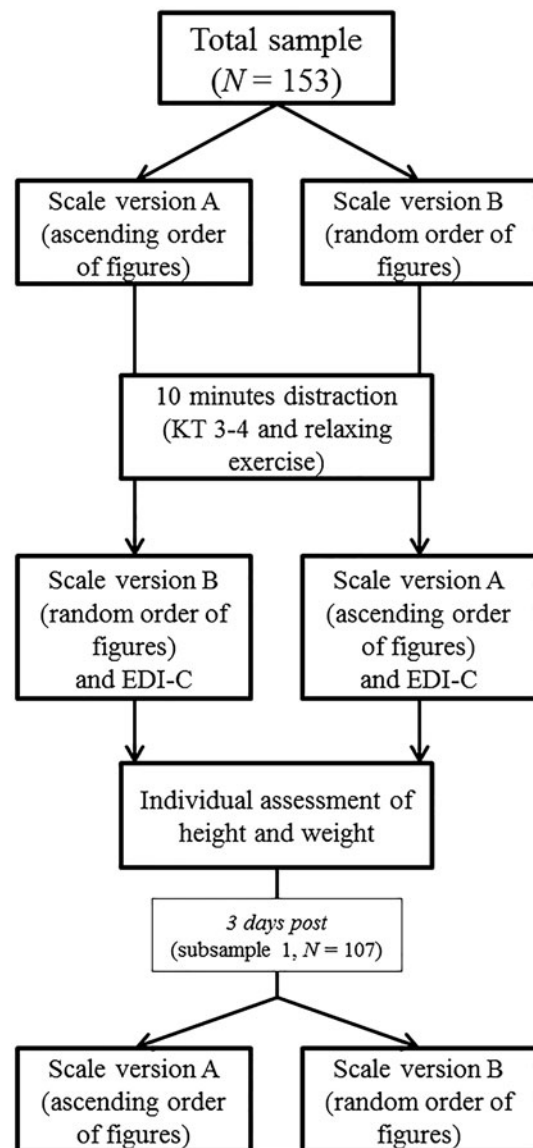 Total sample
(N = 153)
Scale version A
(ascending order
of figures)
Scale version B
(random order of
figures)
10 minutes distraction
(KT 3-4 and relaxing
exercise)
Scale version B
(random order of
figures)
and EDI-C
Scale version A
(ascending order
of figures)
and EDI-C
Individual assessment of
height and weight
3 days post
(subsample 1, N = 107)
Scale version A
(ascending order
of figures)
Scale version B
(random order of
figures)